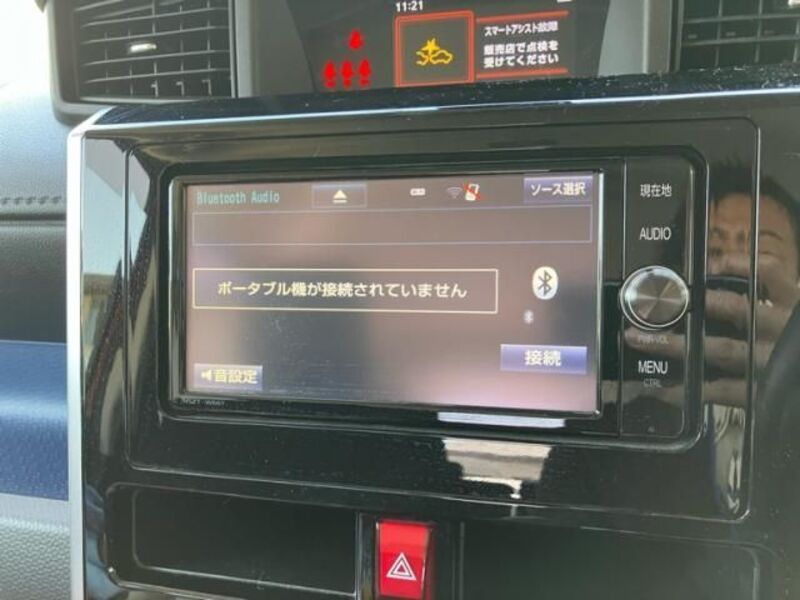 11:21
スマートアシスト故障
販売店で点検を
受けてください
Bluetooth Audio
ソース選択
現在地
AUDIO
ポータブル機が接続されていません
接続
音設定
PWR·VOL
MENU
CTRL